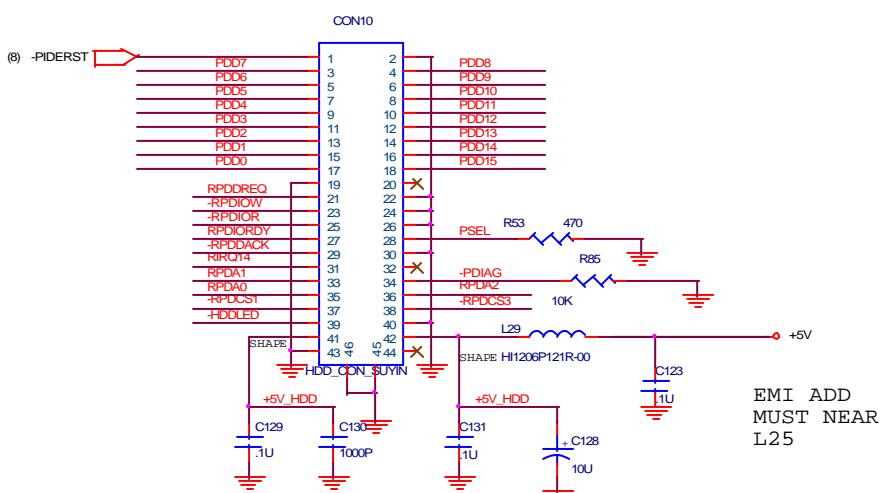 CON10
(8) -PIDERST
1 2
PDD7 3 4 PDD8
PDD6 5 6 PDD9
PDD5 7 8 PDD10
PDD4 9 10 PDD11
PDD3 11 12 PDD12
PDD2 13 14 PDD13
PDD1 15 16 PDD14
PDD0 17 18 PDD15
19 20
RPDDREQ 21 22
-RPDIOW 23 24
-RPDIOR 25 26
RPDIORDY 27 28 PSEL R53 470
-RPDDACK 29 30
RIRQ14 31 32
RPDA1 33 34 -PDIAG R85
RPDA0 35 36 RPDA2
-RPDCS1 37 38 -RPDCS3 10K
-HDDLED 39 40
41 42 L29 +5V
SHAPE 43 46 45 44 SHAPE HI1206P121R-00
HDD_CON_SUYIN
C123
.1U
+5V_HDD +5V_HDD
C129 C130 C131 + C128
.1U 1000P .1U 10U
EMI ADD
MUST NEAR
L25